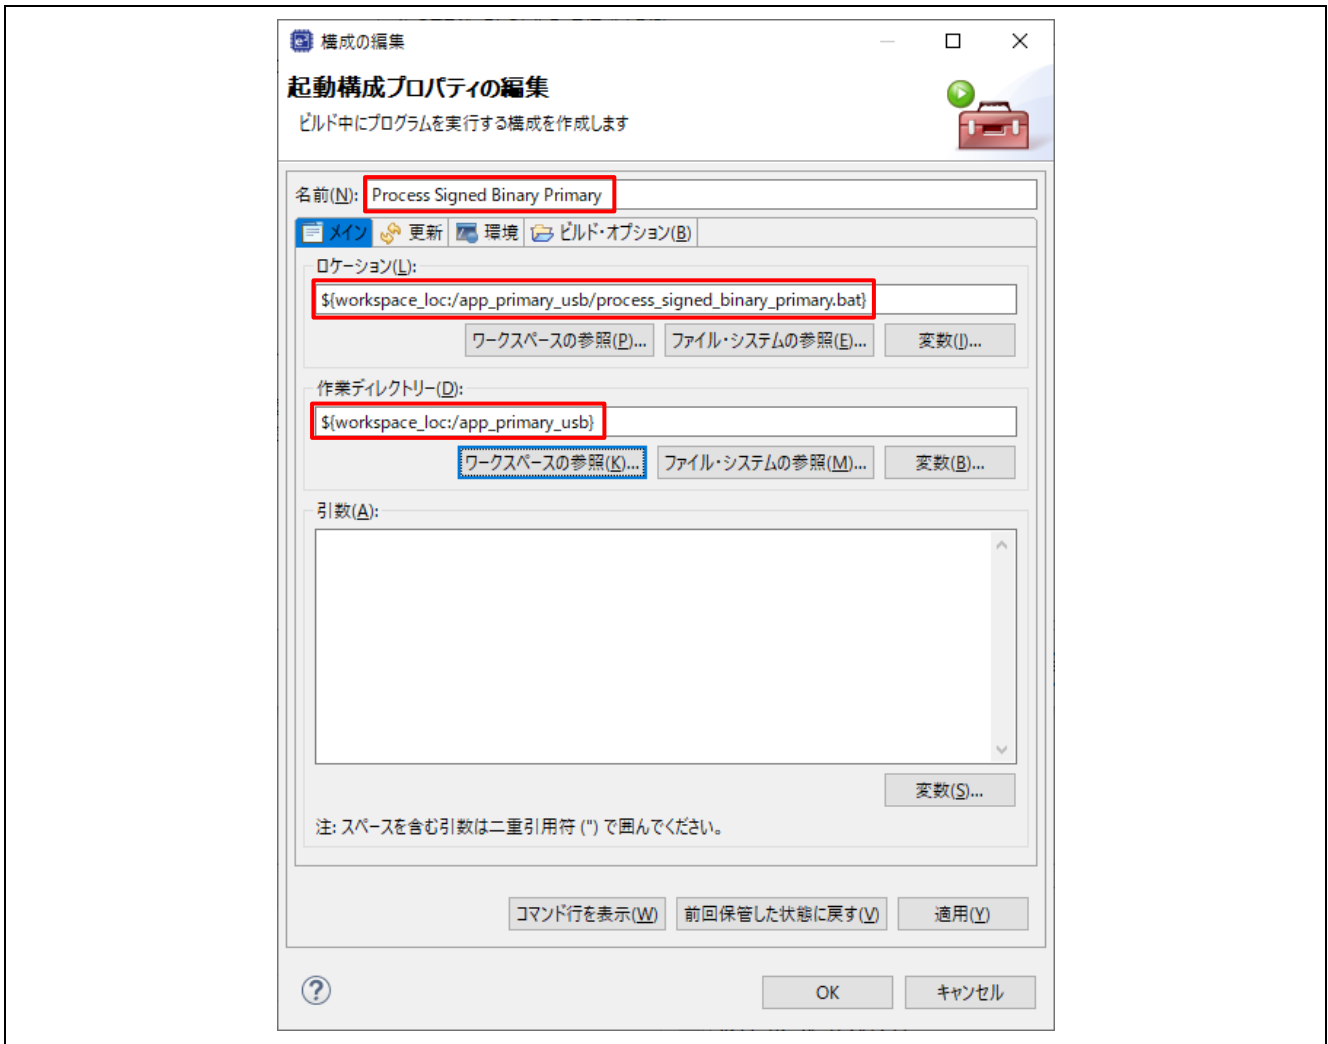 構成の編集
起動構成プロパティの編集
ビルド中にプログラムを実行する構成を作成します
名前(N): Process Signed Binary Primary
メイン 更新 環境 ビルド・オプション(B)
ロケーション(L):
${workspace_loc:/app_primary_usb/process_signed_binary_primary.bat}
ワークスペースの参照(P)... ファイル・システムの参照(E)... 変数(I)...
作業ディレクトリー(D):
${workspace_loc:/app_primary_usb}
ワークスペースの参照(K)... ファイル・システムの参照(M)... 変数(B)...
引数(A):
変数(S)...
注: スペースを含む引数は二重引用符 (") で囲んでください。
コマンド行を表示(W) 前回保管した状態に戻す(V) 適用(Y)
OK キャンセル